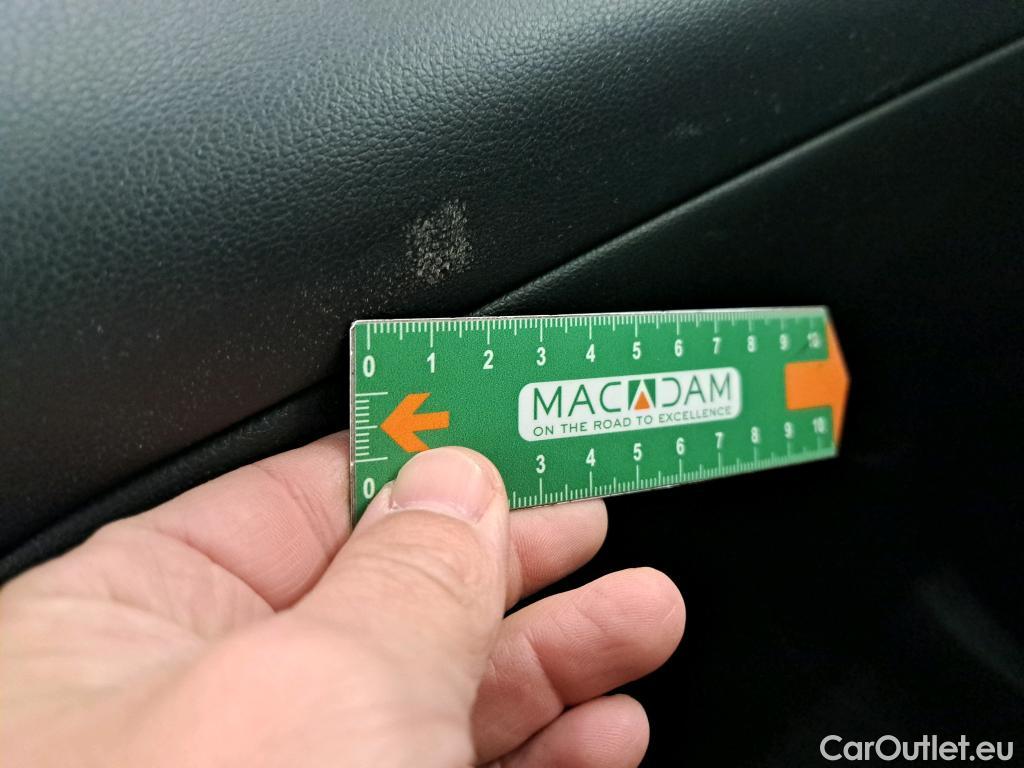 0 1 2 3 4 5 6 7 8 9 10
MACADAM
ON THE ROAD TO EXCELLENCE
0 3 4 5 6 7 8 9 10
CarOutlet.eu